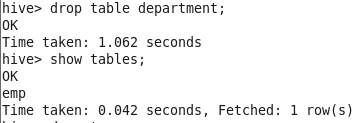 hive> drop table department;
OK
Time taken: 1.062 seconds
hive> show tables;
OK
emp
Time taken: 0.042 seconds, Fetched: 1 row(s)